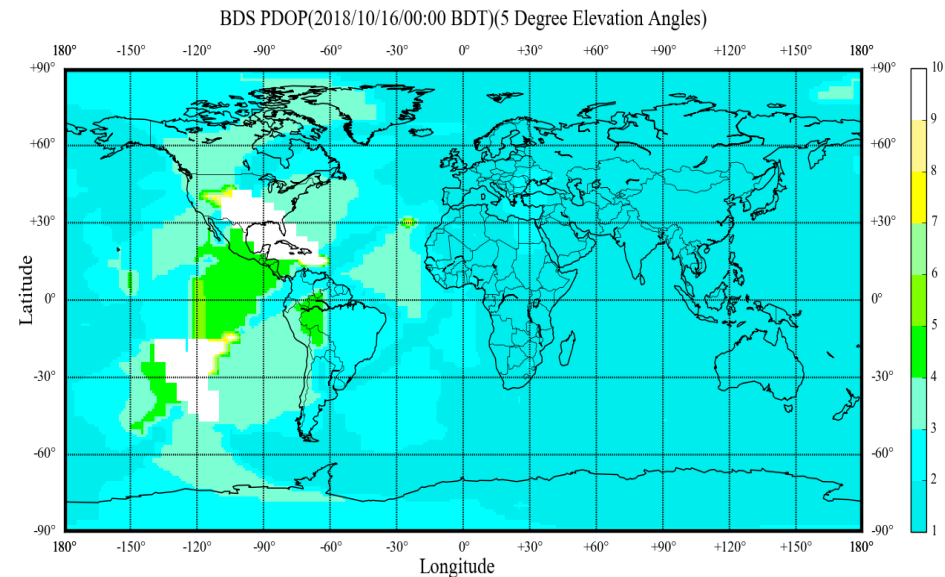 BDS PDOP(2018/10/16/00:00 BDT)(5 Degree Elevation Angles)
180° -150° -120° -90° -60° -30° 0° +30° +60° +120° +150° 180°
+90° +90° 10
9
+60° +60°
8
+30° +30° 7
6
Latitude
0° 0°
5
-30° -30° 4
3
-60° -60°
2
-90° -90° 1
180° -150° -120° -90° -60° -30° 0° +30° +60° +90° +120° +150° 180°
Longitude